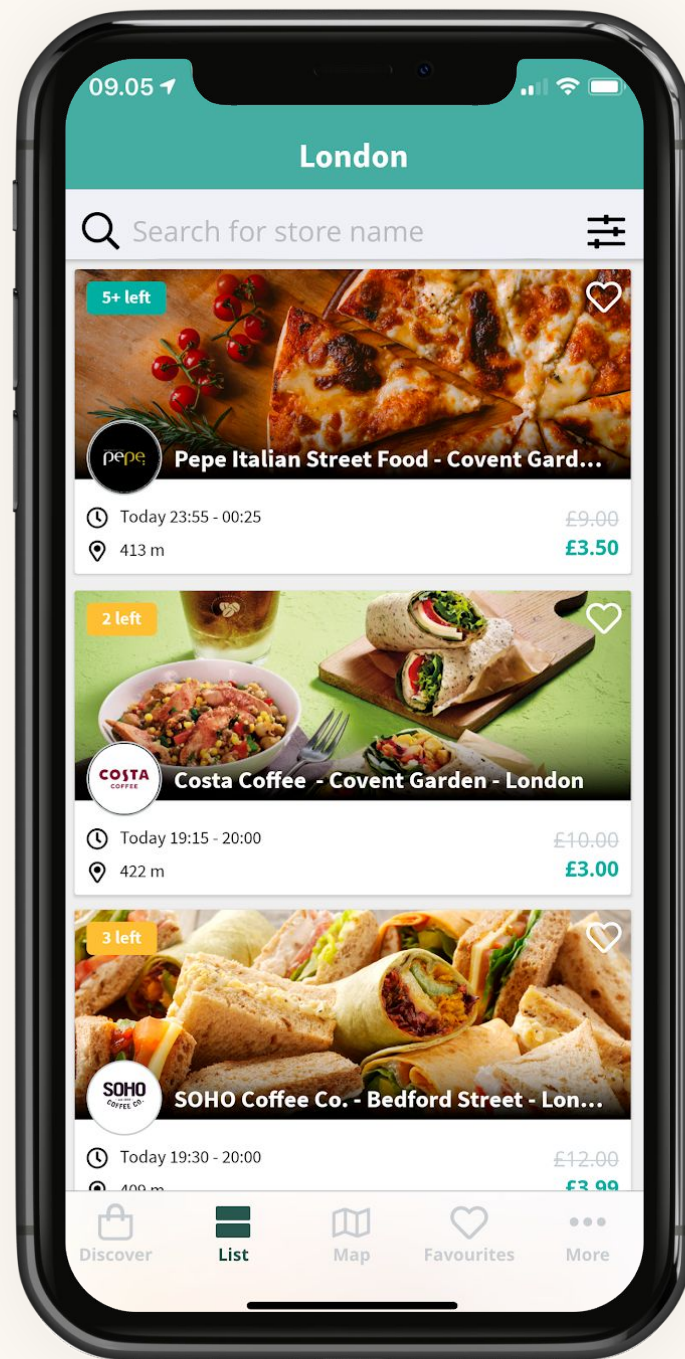 09.05
London
Search for store name
5+ left
pepe
Pepe Italian Street Food - Covent Gard...
Today 23:55 - 00:25
£9.00
413 m
£3.50
2 left
COSTA
COFFEE
Costa Coffee - Covent Garden - London
Today 19:15 - 20:00
£10.00
422 m
£3.00
3 left
SOHO
COFFEE CO.
SOHO Coffee Co. - Bedford Street - Lon...
Today 19:30 - 20:00
£12.00
409 m
£3.99
Discover
List
Map
Favourites
More